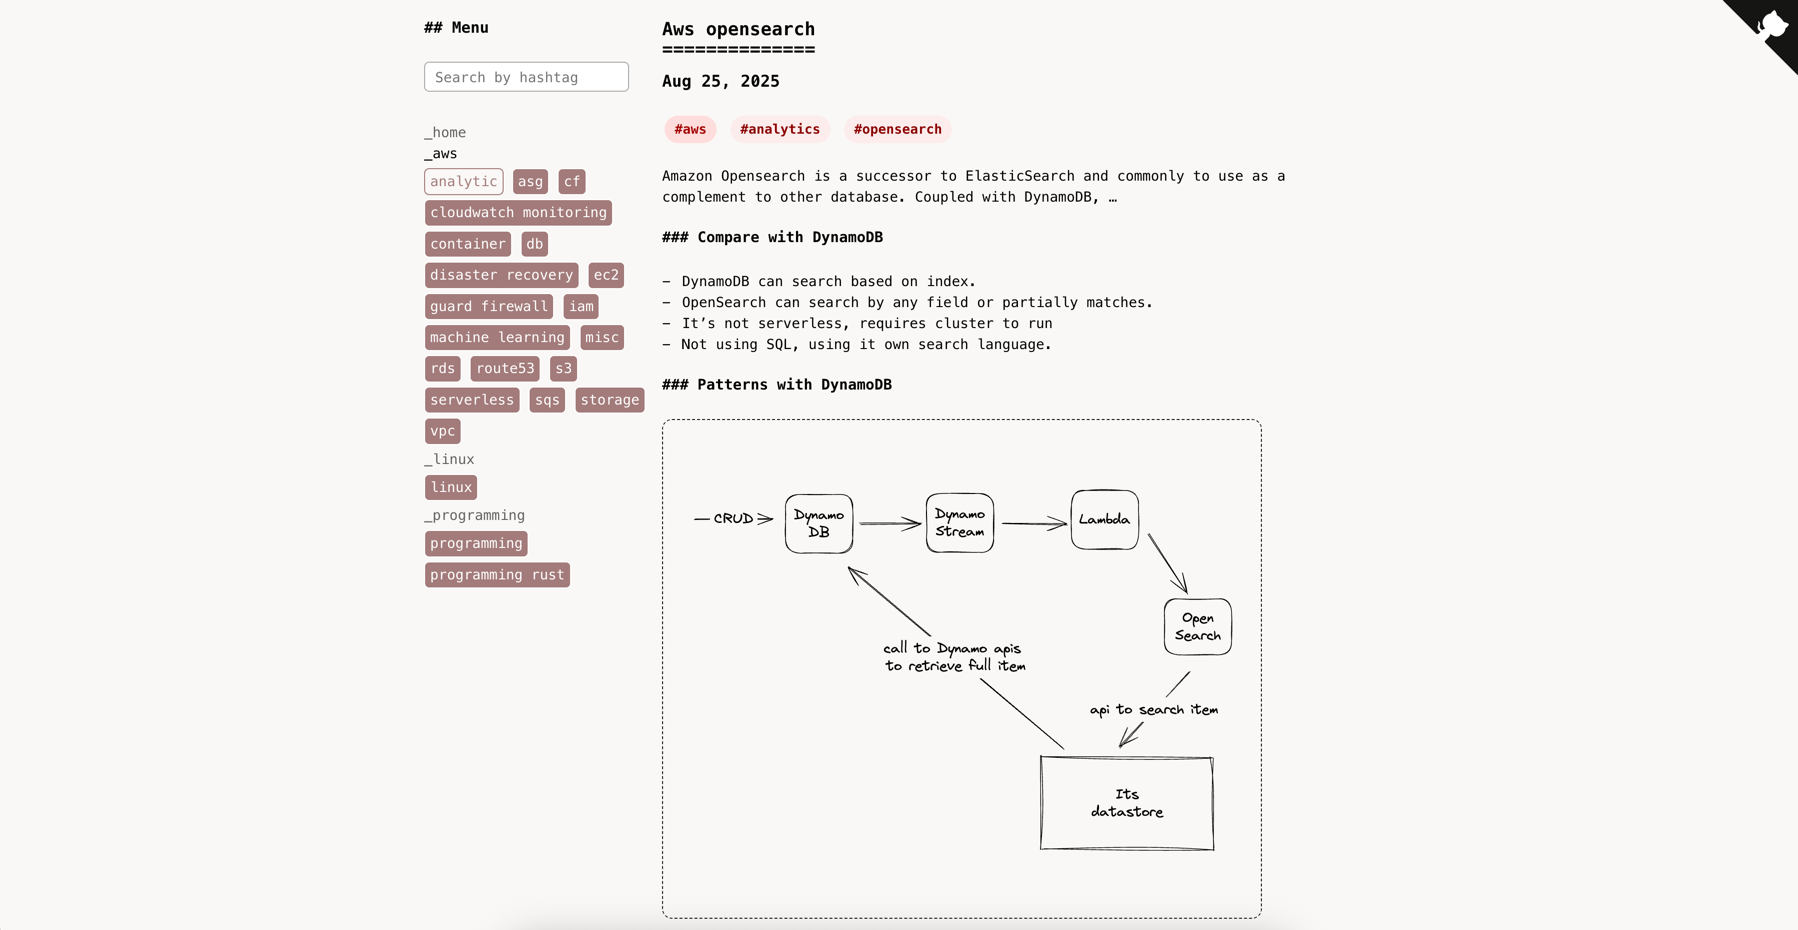 ## Menu
Search by hashtag
_home
_aws
analytic asg cf
cloudwatch monitoring
container db
disaster recovery ec2
guard firewall iam
machine learning misc
rds route53 s3
serverless sqs storage
vpc
_linux
linux
_programming
programming
programming rust
Aws opensearch
==============
Aug 25, 2025
#aws #analytics #opensearch
Amazon Opensearch is a successor to ElasticSearch and commonly to use as a
complement to other database. Coupled with DynamoDB, …
### Compare with DynamoDB
– DynamoDB can search based on index.
– OpenSearch can search by any field or partially matches.
– It’s not serverless, requires cluster to run
– Not using SQL, using it own search language.
### Patterns with DynamoDB
CRUD
Dynamo
DB
Dynamo
Stream
Lambda
Open
Search
call to Dynamo apis
to retrieve full item
api to search item
Its
datastore